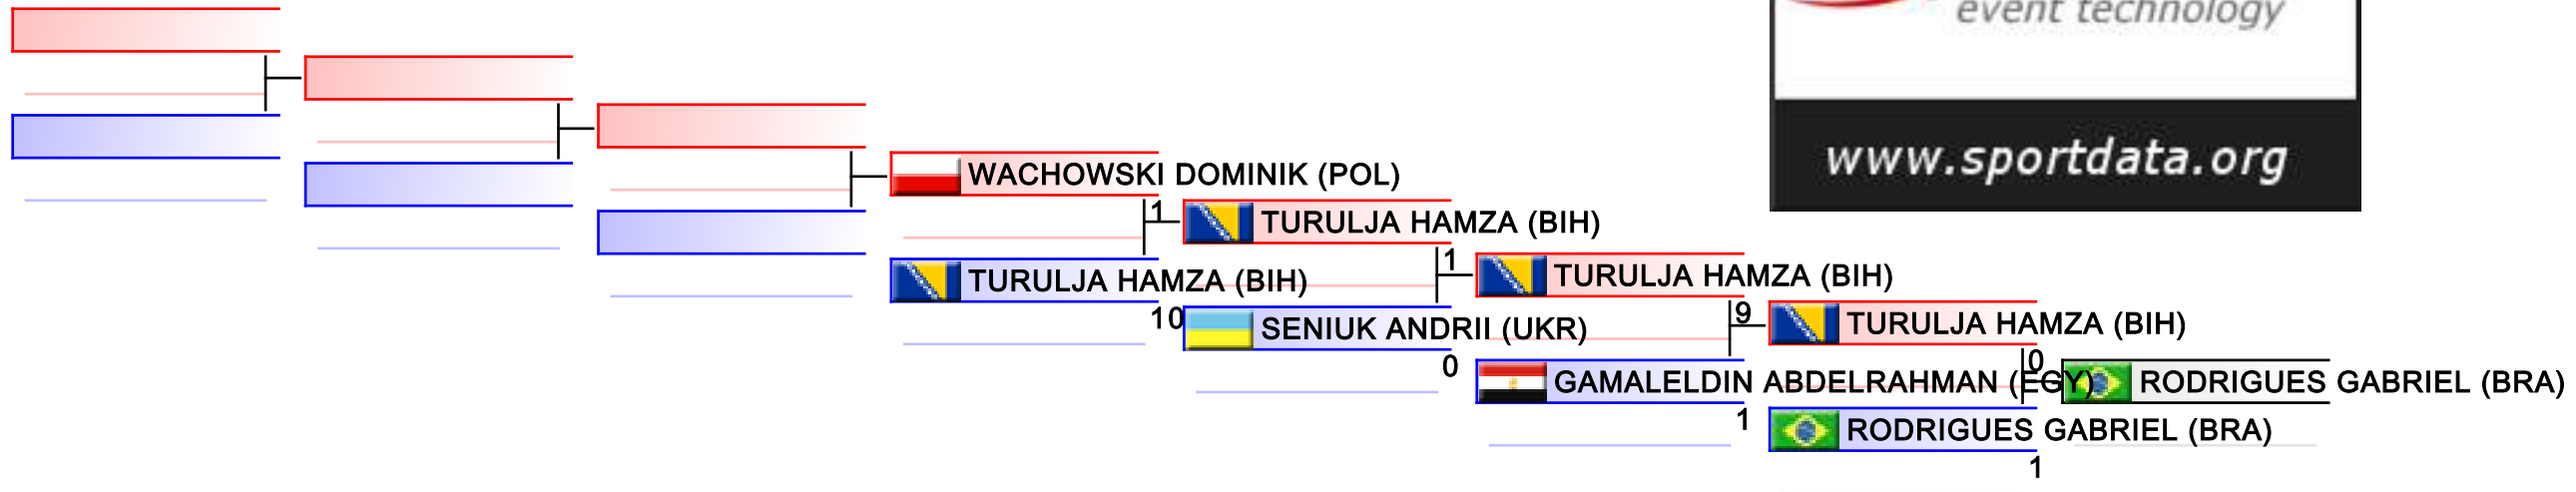 event technology
www.sportdata.org
WACHOWSKI DOMINIK (POL)
1
TURULJA HAMZA (BIH)
TURULJA HAMZA (BIH)
10
1
SENIUK ANDRII (UKR)
0
TURULJA HAMZA (BIH)
9
GAMALELDIN ABDELRAHMAN (EGY)
1
TURULJA HAMZA (BIH)
0
RODRIGUES GABRIEL (BRA)
1
RODRIGUES GABRIEL (BRA)